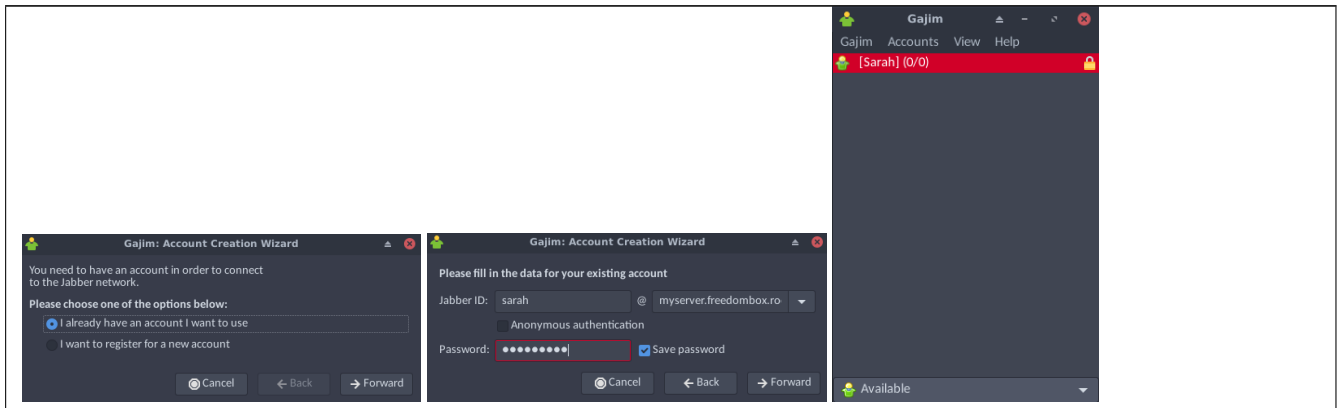 Gajim: Account Creation Wizard
You need to have an account in order to connect
to the Jabber network.
Please choose one of the options below:
I already have an account I want to use
I want to register for a new account
Cancel
Back
Forward
Gajim: Account Creation Wizard
Please fill in the data for your existing account
Jabber ID: sarah @ myserver.freedombox.ro
Anonymous authentication
Password: ●●●●●●●●● Save password
Cancel
Back
Forward
Gajim
Gajim Accounts View Help
[Sarah] (0/0)
Available